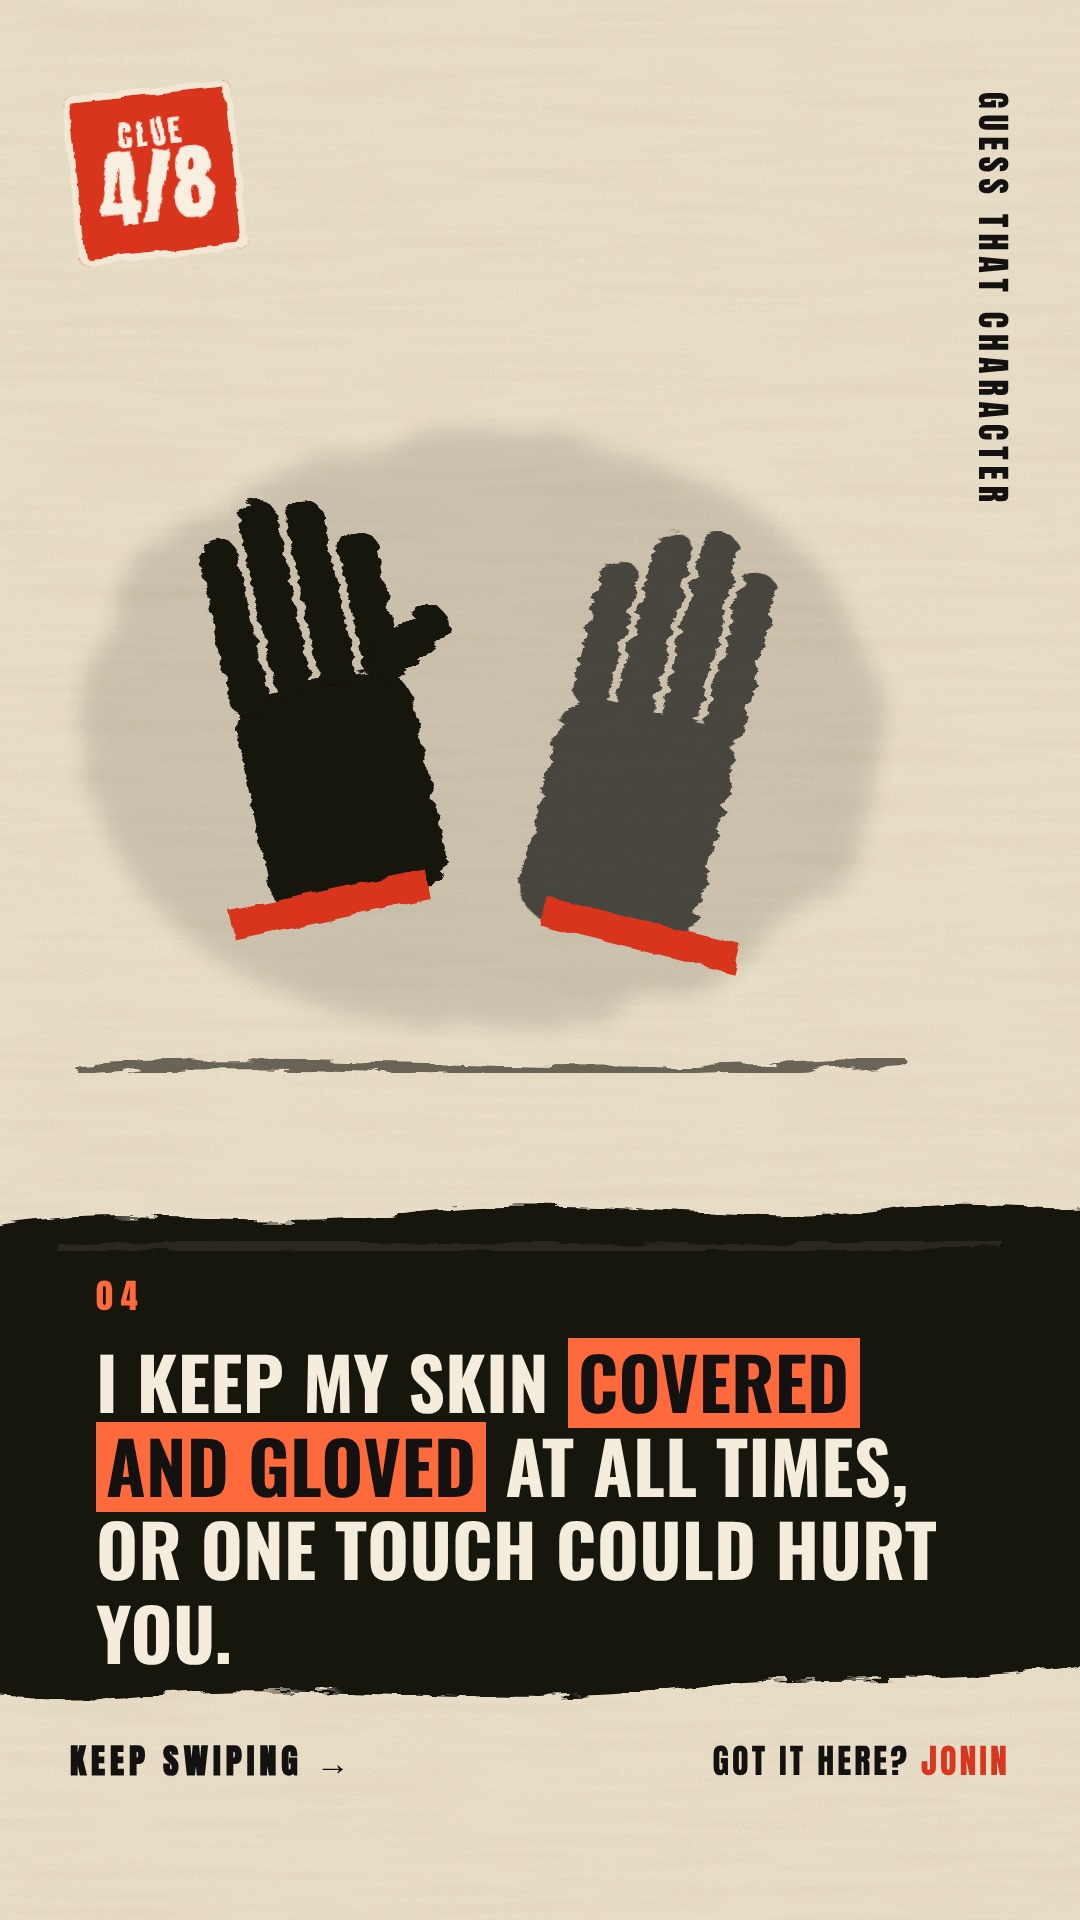 CLUE
4/8
GUESS THAT CHARACTER
04
I KEEP MY SKIN COVERED
AND GLOVED AT ALL TIMES,
OR ONE TOUCH COULD HURT
YOU.
KEEP SWIPING →
GOT IT HERE? JONIN